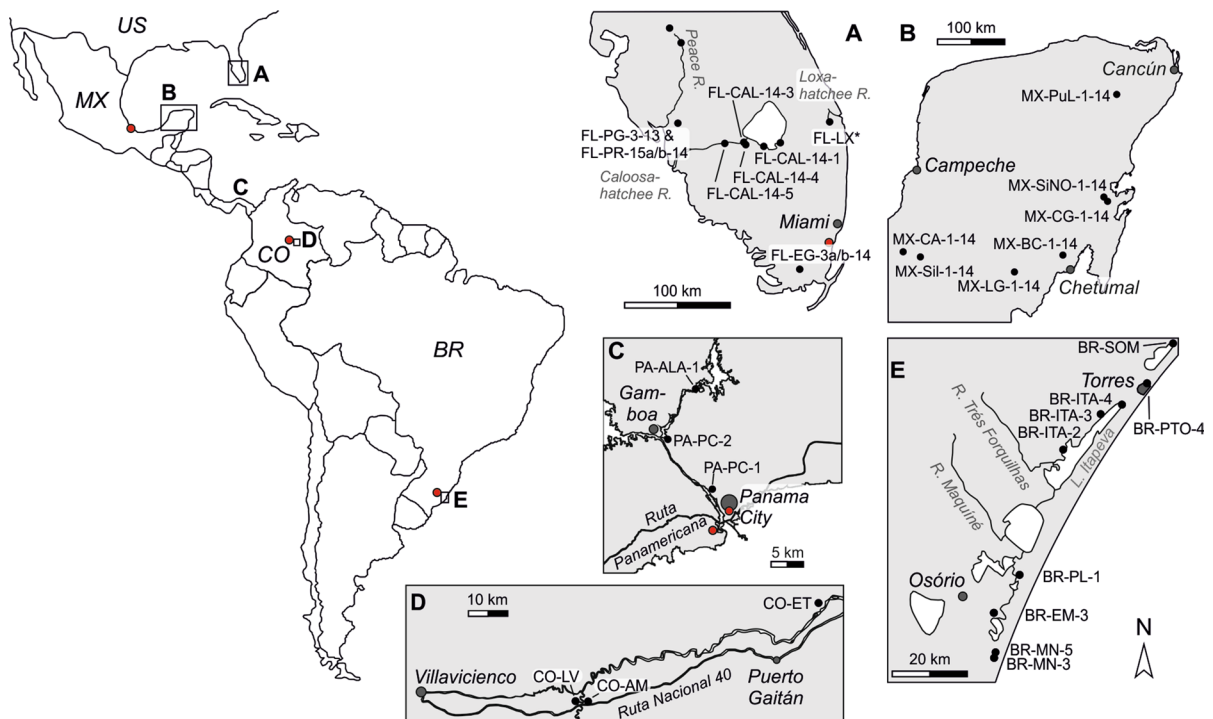 US
MX
A
B
C
CO
D
BR
E
A
Peace R.
Loxa-
hatchee R.
FL-CAL-14-3
FL-PG-3-13 &
FL-PR-15a/b-14
FL-LX*
FL-CAL-14-1
FL-CAL-14-4
FL-CAL-14-5
Caloosa-
hatchee R.
Miami
FL-EG-3a/b-14
100 km
B
100 km
Cancún
MX-PuL-1-14
Campeche
MX-SiNO-1-14
MX-CG-1-14
MX-CA-1-14
MX-BC-1-14
MX-Sil-1-14
MX-LG-1-14
Chetumal
C
PA-ALA-1
Gam-
boa
PA-PC-2
PA-PC-1
Panama
City
Ruta
Panamericana
5 km
D
10 km
CO-ET
Villavicienco
CO-LV
CO-AM
Ruta Nacional 40
Puerto
Gaitán
E
BR-SOM
Torres
BR-ITA-4
BR-ITA-3
BR-ITA-2
BR-PTO-4
R. Trés Forquilhas
L. Itapeva
R. Maquiné
Osório
BR-PL-1
BR-EM-3
BR-MN-5
BR-MN-3
20 km
N